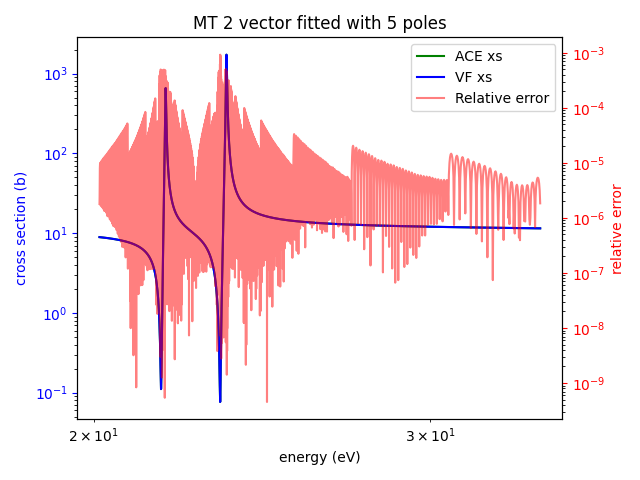 MT 2 vector fitted with 5 poles
ACE xs
VF xs
Relative error
cross section (b)
10³
10²
10¹
10⁰
10⁻¹
10⁻³
10⁻⁴
10⁻⁵
10⁻⁶
10⁻⁷
10⁻⁸
10⁻⁹
relative error
2 × 10¹
3 × 10¹
energy (eV)